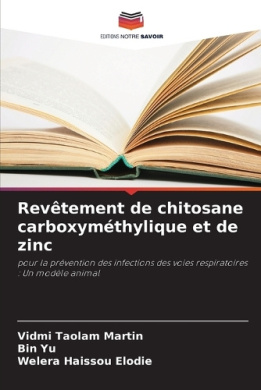 EDITIONS NOTRE SAVOIR
Revêtement de chitosane
carboxyméthylique et de
zinc
pour la prévention des infections des voies respiratoires
: Un modèle animal
Vidmi Taolam Martin
Bin Yu
Welera Haissou Elodie